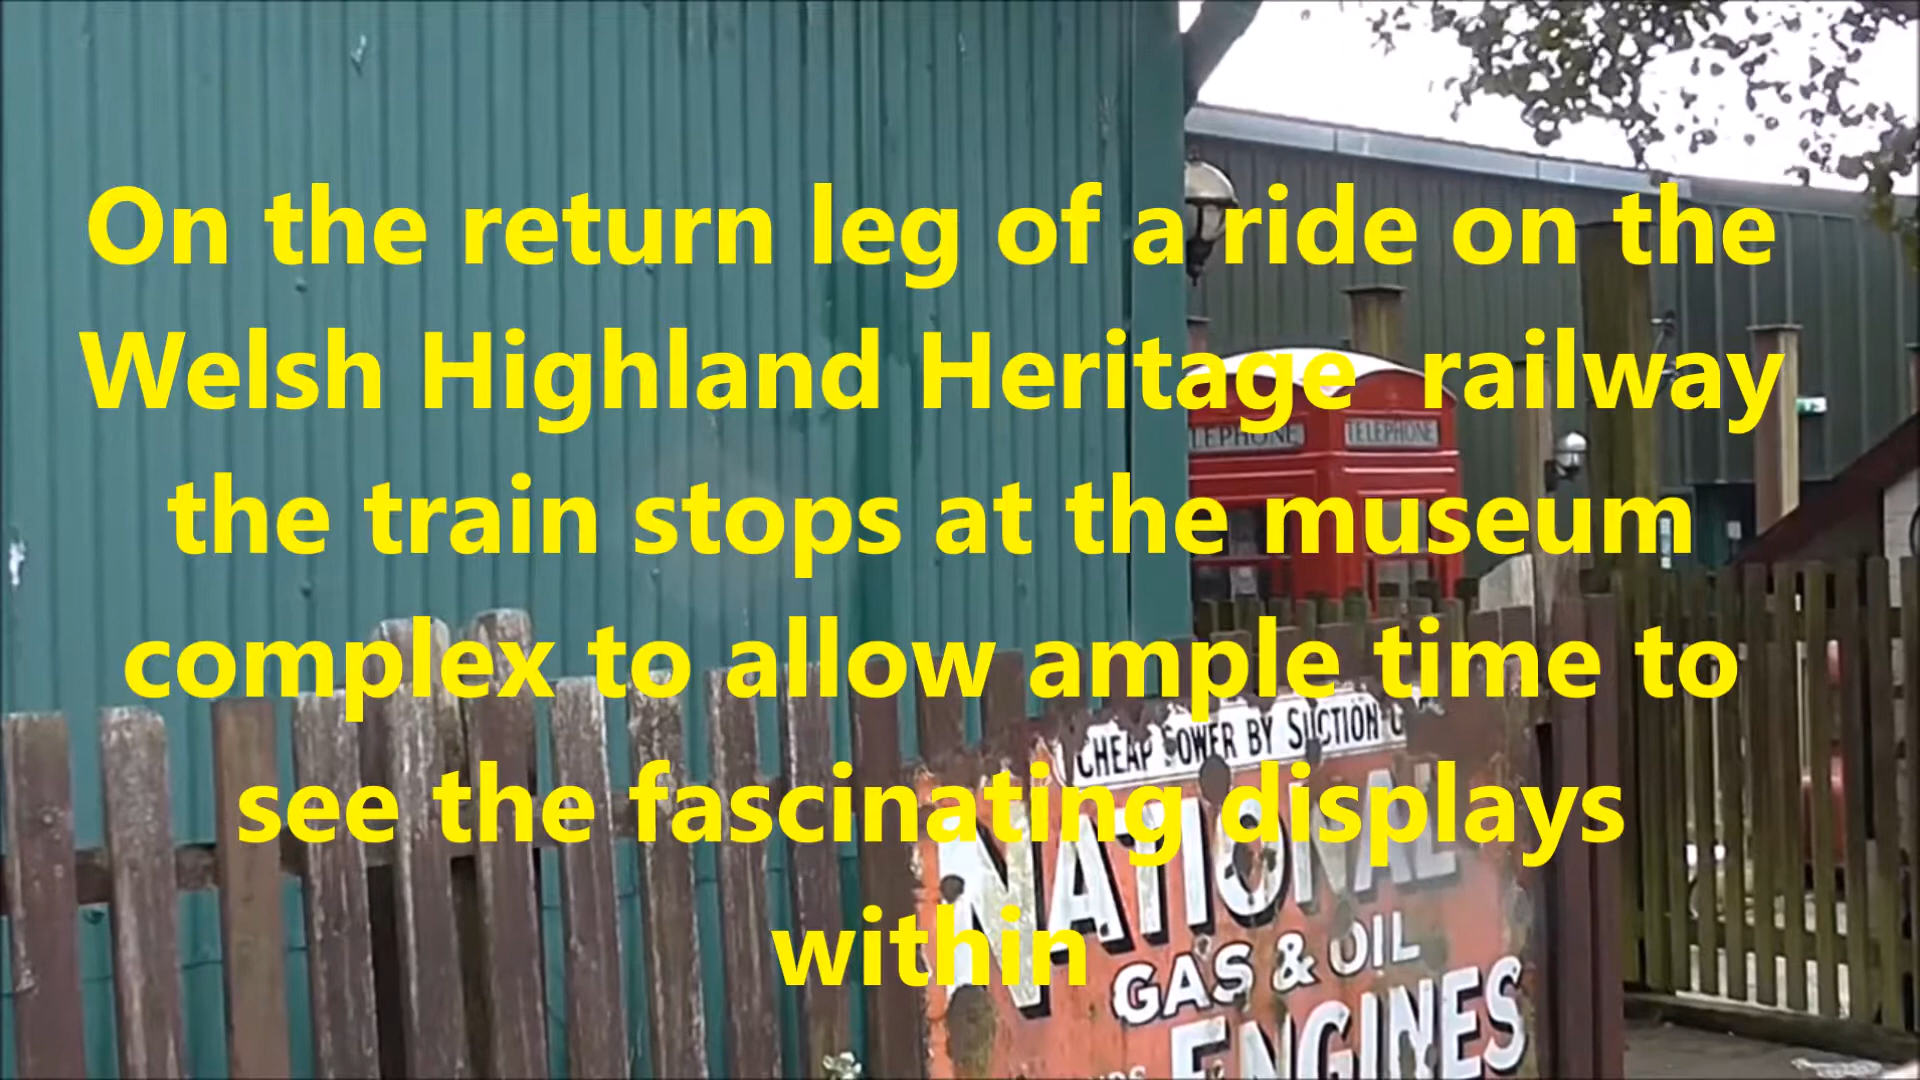 On the return leg of a ride on the
Welsh Highland Heritage railway
the train stops at the museum
complex to allow ample time to
see the fascinating displays
within
TELEPHONE
CHEAP POWER BY SUCTION
NATIONAL
GAS & OIL
ENGINES